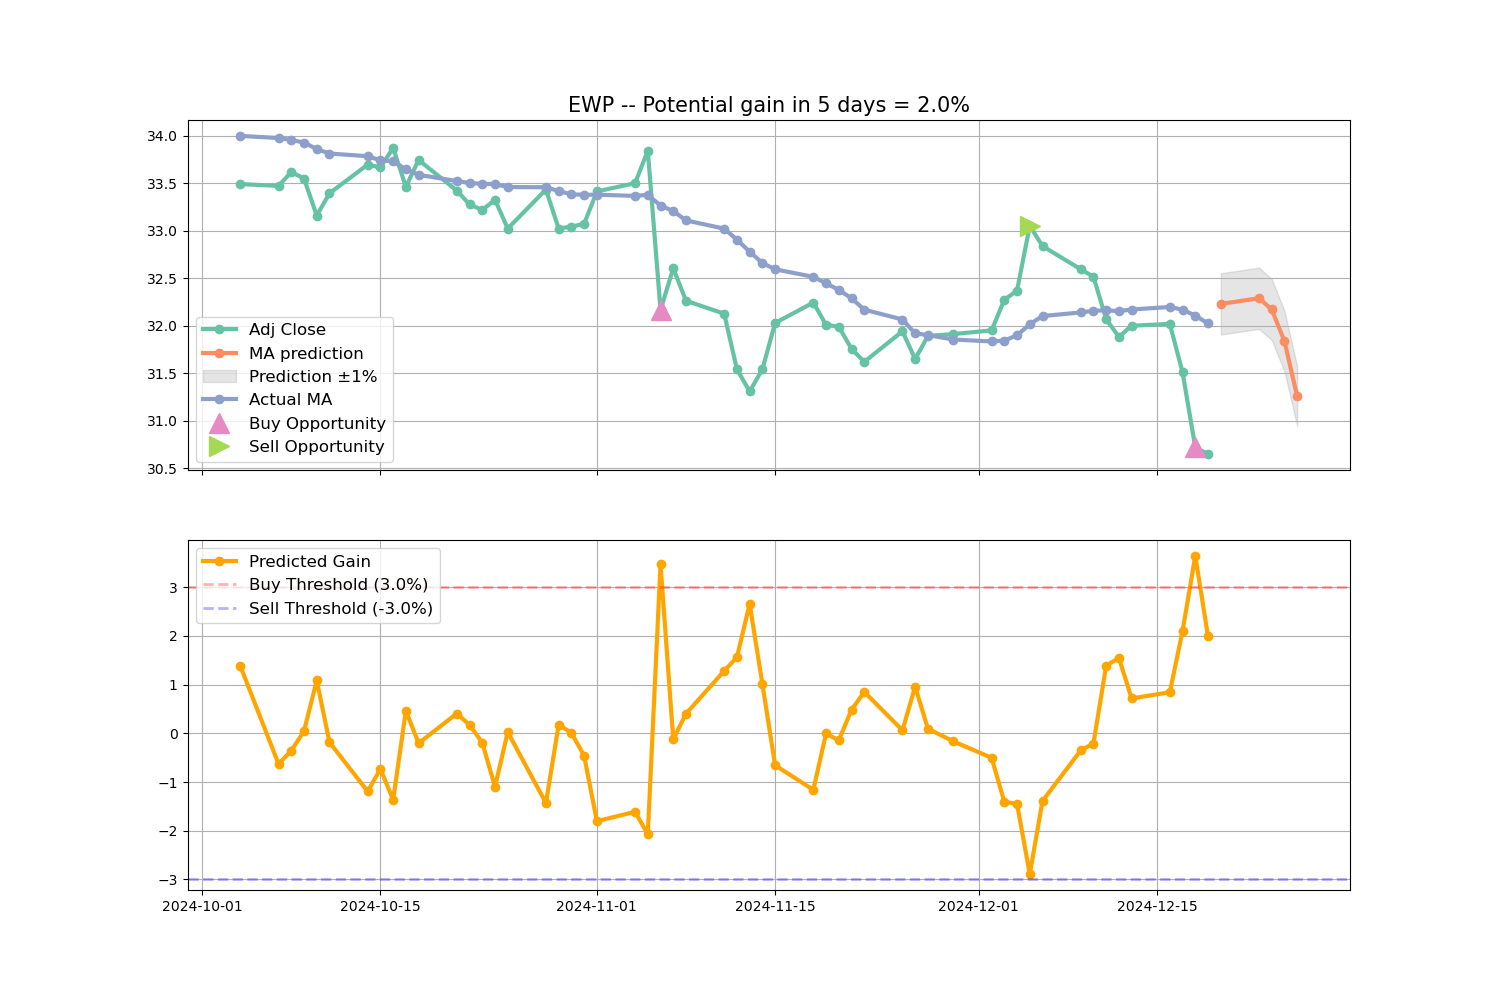 EWP -- Potential gain in 5 days = 2.0%
34.0
33.5
33.0
32.5
32.0
31.5
31.0
30.5
Adj Close
MA prediction
Prediction ±1%
Actual MA
Buy Opportunity
Sell Opportunity
3
2
1
0
−1
−2
−3
Predicted Gain
Buy Threshold (3.0%)
Sell Threshold (-3.0%)
2024-10-01 2024-10-15 2024-11-01 2024-11-15 2024-12-01 2024-12-15